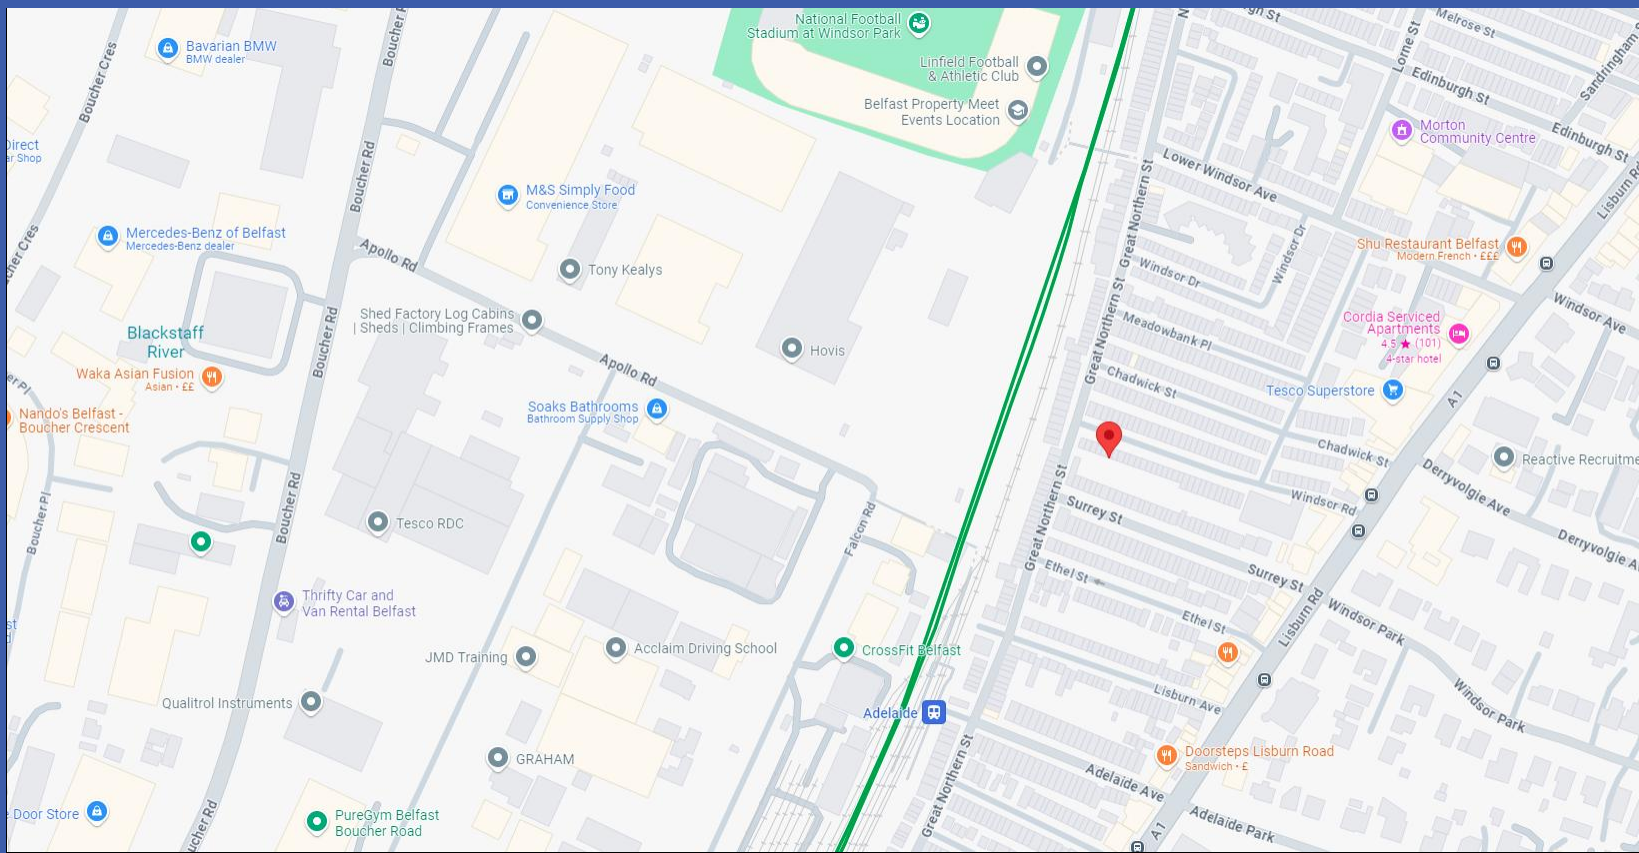 National Football
Stadium at Windsor Park
Linfield Football
& Athletic Club
Belfast Property Meet
Events Location
Bavarian BMW
BMW dealer
Boucher Cres
Boucher Rd
Melrose St
Lorne St
Edinburgh St
Edinburgh St
Morton
Community Centre
Direct
Lower Windsor Ave
Great Northern St
M&S Simply Food
Convenience Store
Mercedes-Benz of Belfast
Mercedes-Benz dealer
Apollo Rd
Tony Kealys
Shu Restaurant Belfast
Modern French • £££
Windsor Dr
Windsor Dr
Windsor Ave
Shed Factory Log Cabins
| Sheds | Climbing Frames
Blackstaff
River
Boucher Rd
Great Northern St
Meadowbank Pl
Cordia Serviced
Apartments
4.5 ★ (101)
4-star hotel
Hovis
Waka Asian Fusion
Asian • ££
Apollo Rd
Chadwick St
Tesco Superstore
A1
Nando's Belfast -
Boucher Crescent
Soaks Bathrooms
Bathroom Supply Shop
Chadwick St
Derryvolgie Ave
Reactive Recruitme
Boucher Pl
Boucher Rd
Tesco RDC
Falcon Rd
Great Northern St
Surrey St
Windsor Rd
Derryvolgie
Ethel St
Surrey St
Thrifty Car and
Van Rental Belfast
Ethel St
Lisburn Rd
Windsor Park
JMD Training
Acclaim Driving School
CrossFit Belfast
Qualitrol Instruments
Adelaide
Lisburn Ave
Windsor Park
GRAHAM
Great Northern St
Adelaide Ave
Doorsteps Lisburn Road
Sandwich • £
Door Store
PureGym Belfast
Boucher Road
A1
Adelaide Park